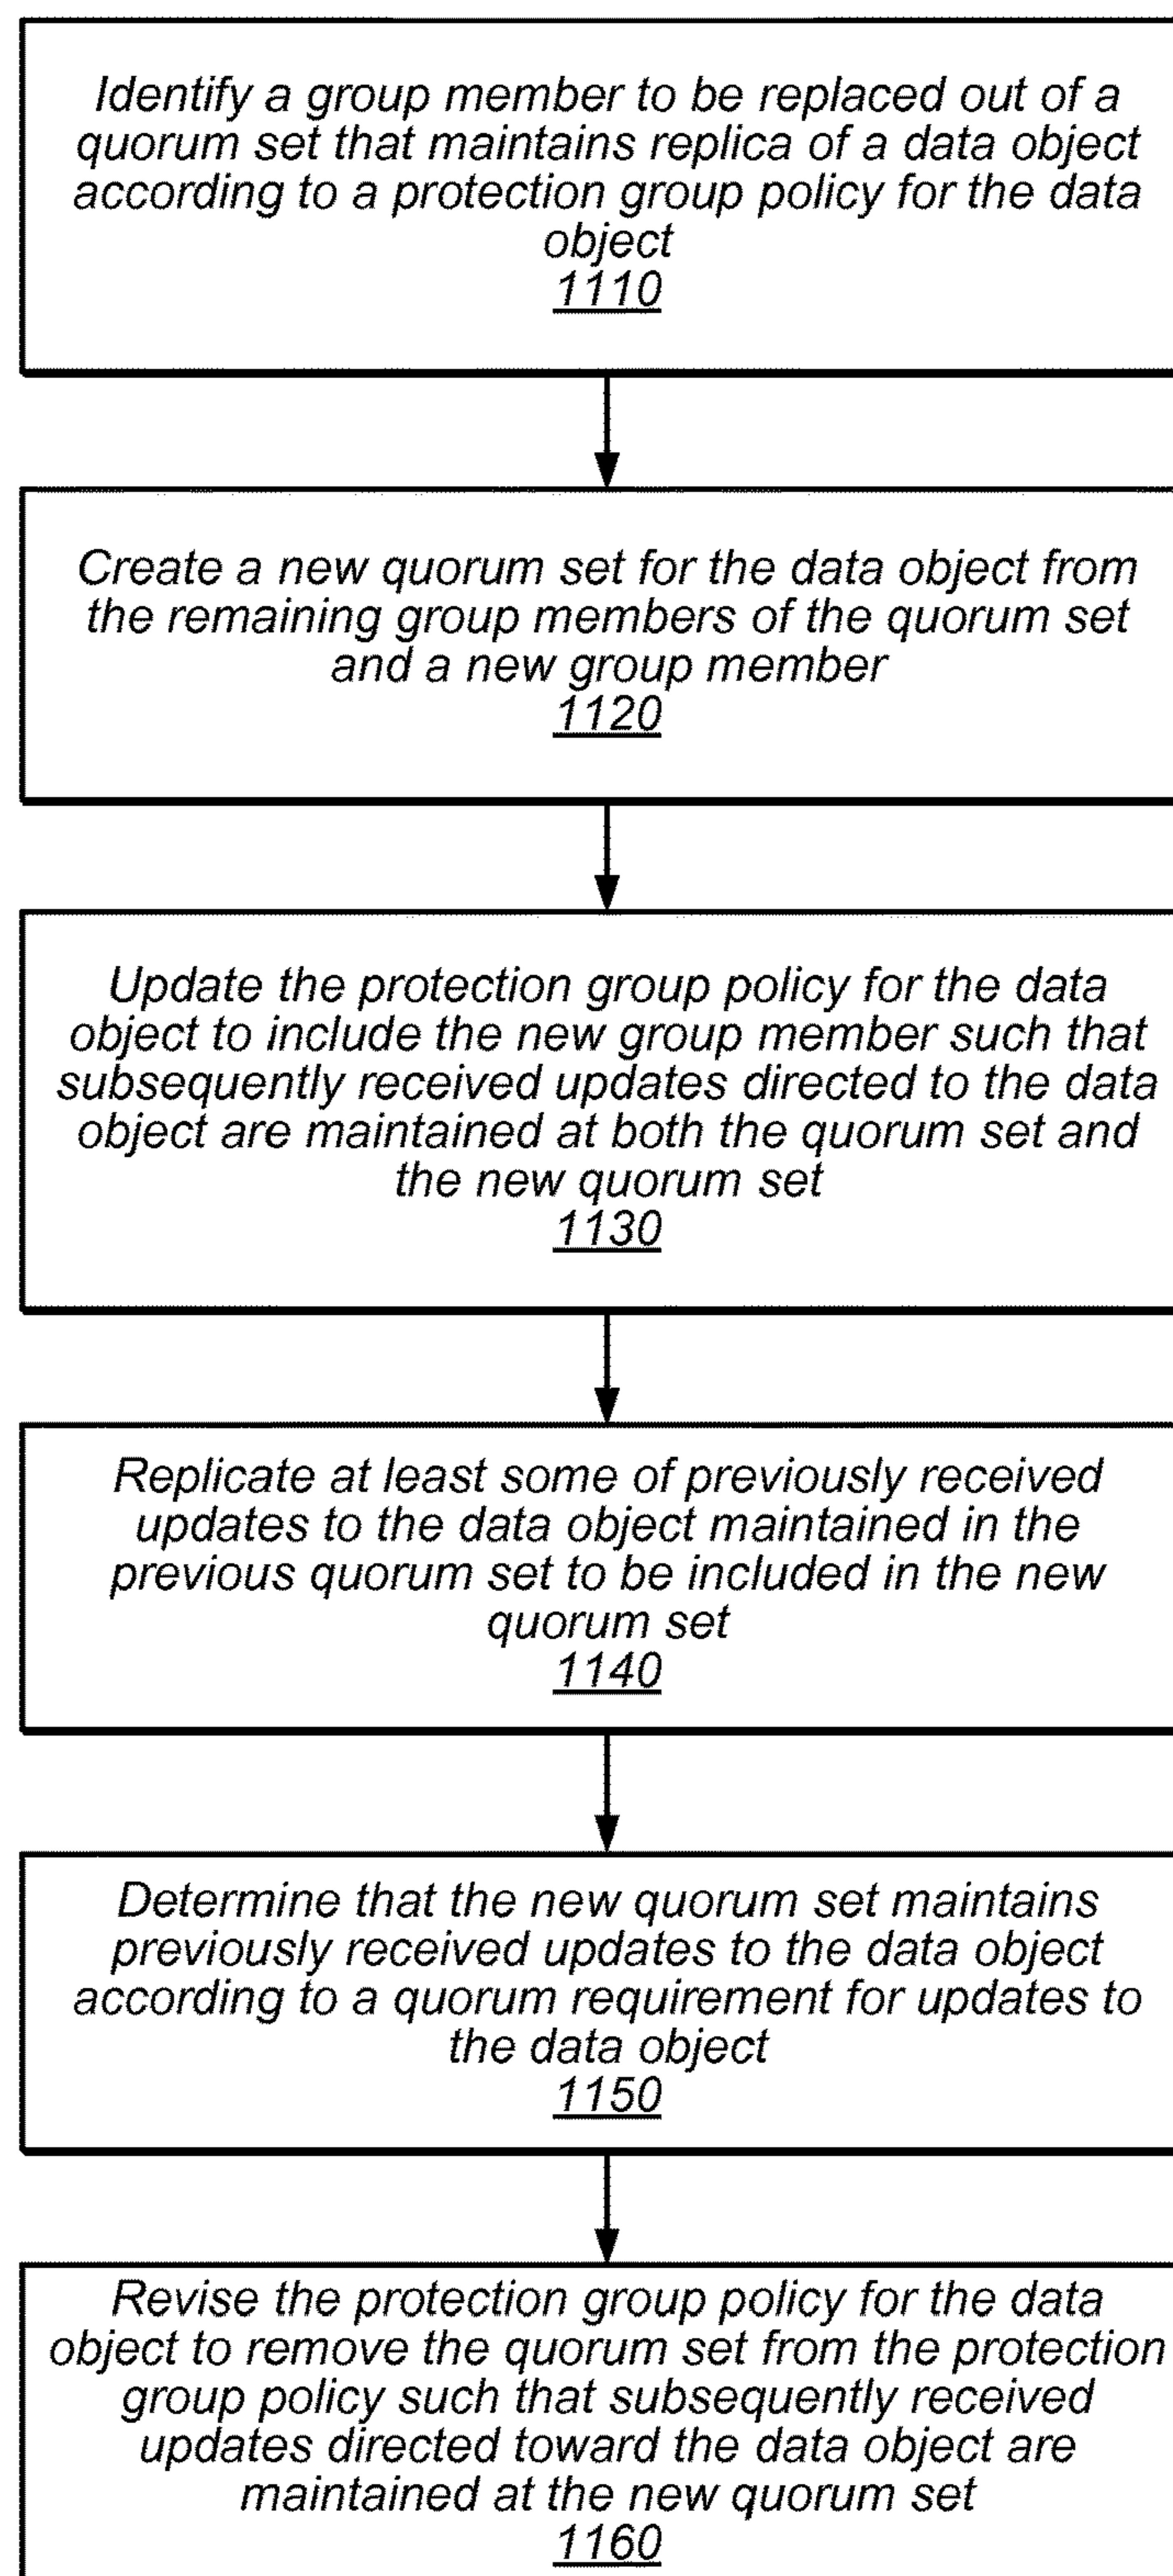 Identify a group member to be replaced out of a
quorum set that maintains replica of a data object
according to a protection group policy for the data
object
1110
Create a new quorum set for the data object from
the remaining group members of the quorum set
and a new group member
1120
Update the protection group policy for the data
object to include the new group member such that
subsequently received updates directed to the data
object are maintained at both the quorum set and
the new quorum set
1130
Replicate at least some of previously received
updates to the data object maintained in the
previous quorum set to be included in the new
quorum set
1140
Determine that the new quorum set maintains
previously received updates to the data object
according to a quorum requirement for updates to
the data object
1150
Revise the protection group policy for the data
object to remove the quorum set from the protection
group policy such that subsequently received
updates directed toward the data object are
maintained at the new quorum set
1160